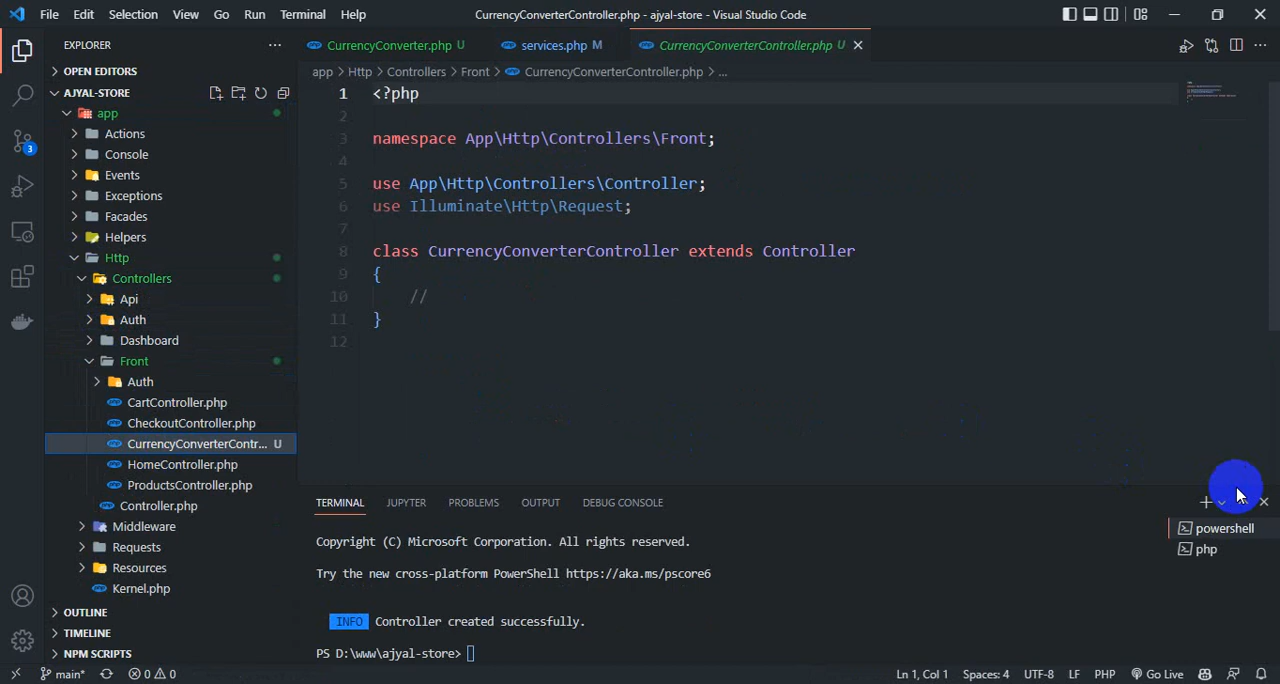 File Edit Selection View Go Run Terminal Help
CurrencyConverterController.php - ajyal-store - Visual Studio Code
EXPLORER
OPEN EDITORS
AJYAL-STORE
app
Actions
Console
Events
Exceptions
Facades
Helpers
Http
Controllers
Api
Auth
Dashboard
Front
Auth
CartController.php
CheckoutController.php
CurrencyConverterContr... U
HomeController.php
ProductsController.php
Controller.php
Middleware
Requests
Resources
Kernel.php
OUTLINE
TIMELINE
NPM SCRIPTS
3
CurrencyConverter.php U
services.php M
CurrencyConverterController.php U
app > Http > Controllers > Front > CurrencyConverterController.php > ...
1 <?php
2
3 namespace App\Http\Controllers\Front;
4
5 use App\Http\Controllers\Controller;
6 use Illuminate\Http\Request;
7
8 class CurrencyConverterController extends Controller
9 {
10 //
11 }
12
TERMINAL JUPYTER PROBLEMS OUTPUT DEBUG CONSOLE
Copyright (C) Microsoft Corporation. All rights reserved.
Try the new cross-platform PowerShell https://aka.ms/pscore6
INFO Controller created successfully.
PS D:\www\ajyal-store>
powershell
php
main* 0 0
Ln 1, Col 1 Spaces: 4 UTF-8 LF PHP Go Live